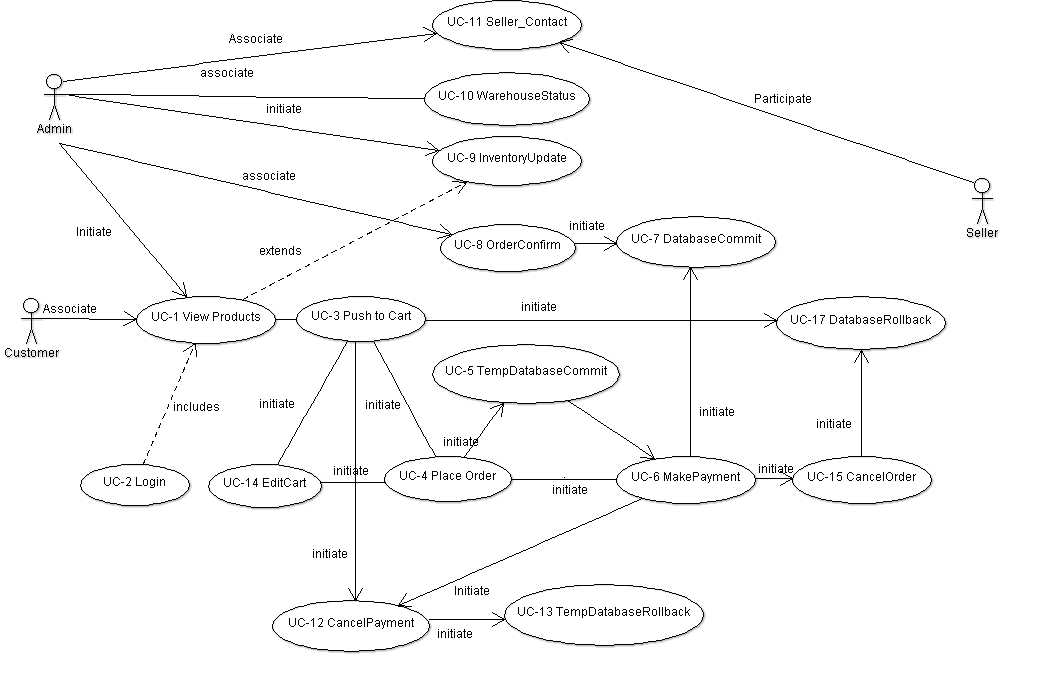 UC-11 Seller_Contact
Associate
associate
UC-10 WarehouseStatus
Participate
initiate
Admin
UC-9 InventoryUpdate
associate
initiate
Seller
Initiate
UC-7 DatabaseCommit
UC-8 OrderConfirm
extends
Associate
initiate
UC-1 View Products
UC-3 Push to Cart
UC-17 DatabaseRollback
Customer
UC-5 TempDatabaseCommit
includes
initiate
initiate
initiate
initiate
initiate
initiate
initiate
UC-2 Login
UC-14 EditCart
UC-4 Place Order
UC-6 MakePayment
UC-15 CancelOrder
initiate
initiate
Initiate
UC-13 TempDatabaseRollback
UC-12 CancelPayment
initiate